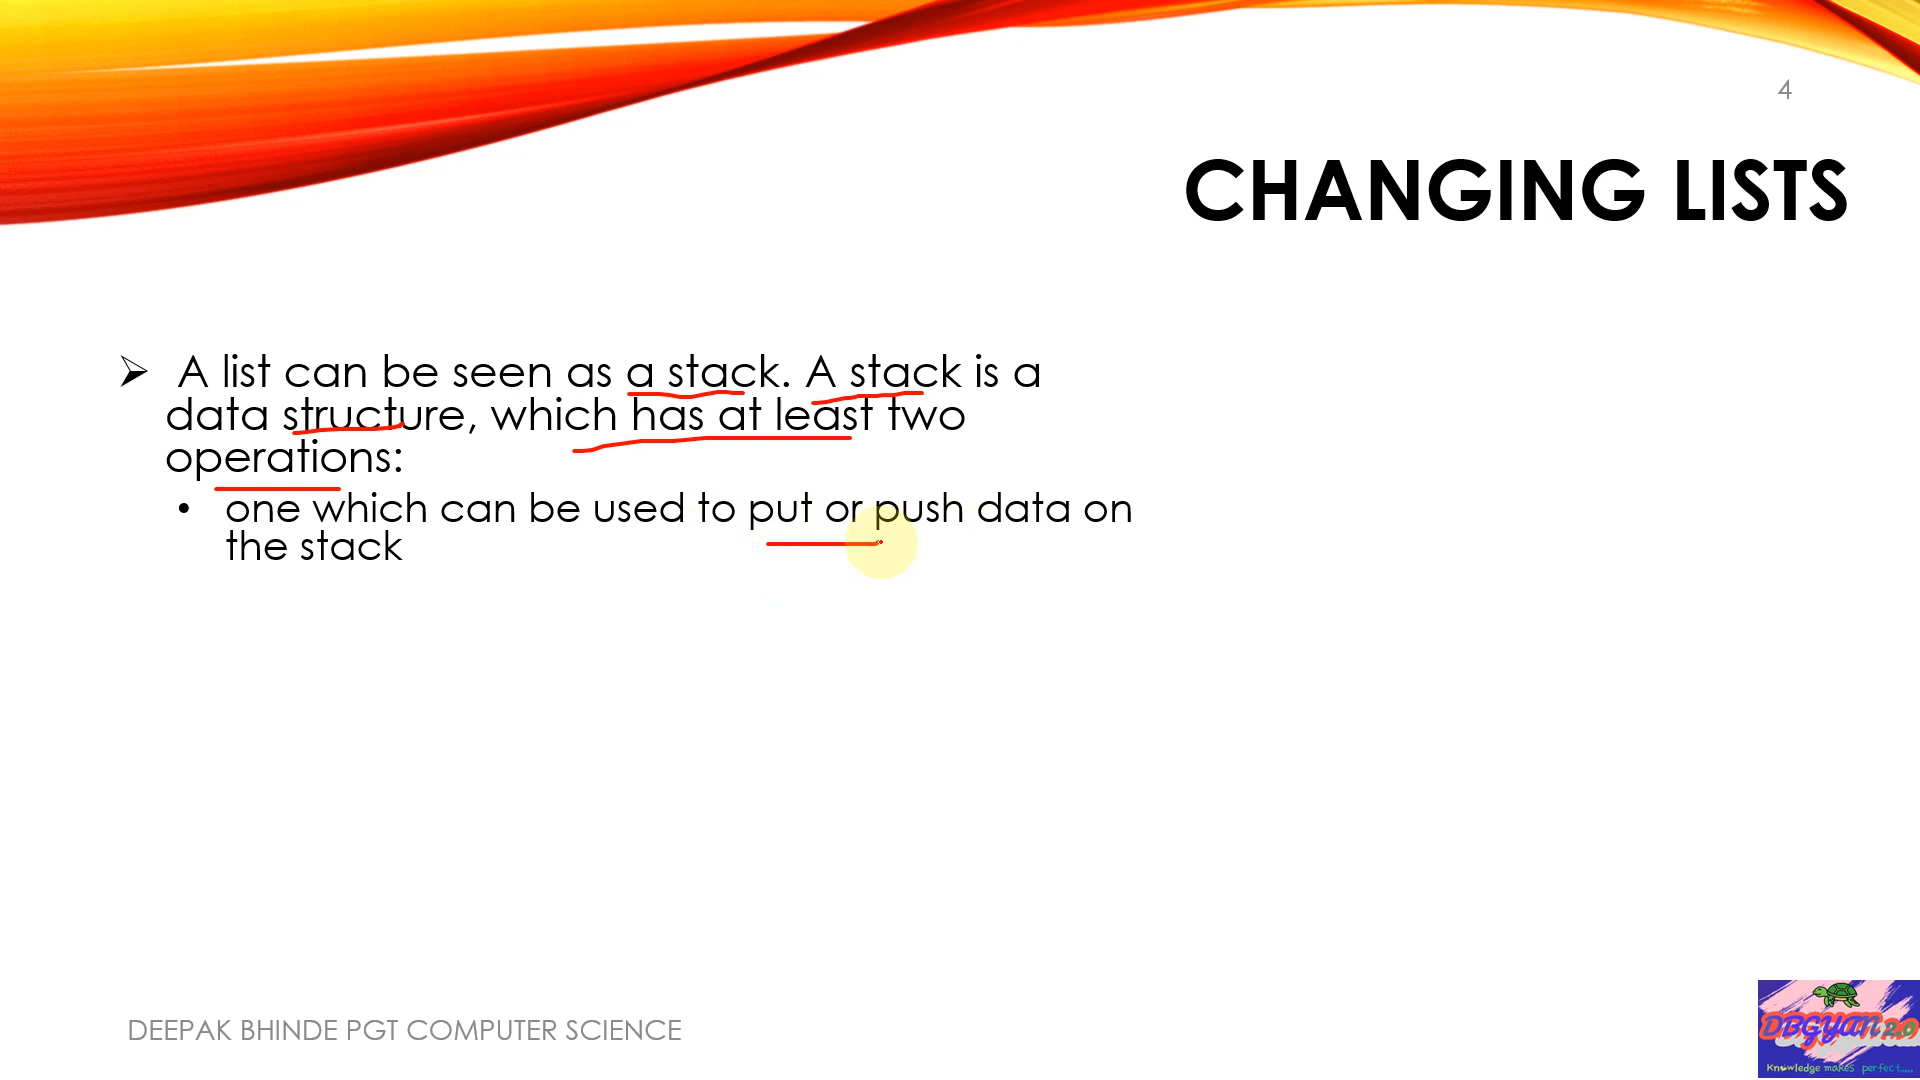 4
CHANGING LISTS
➢ A list can be seen as a stack. A stack is a
data structure, which has at least two
operations:
• one which can be used to put or push data on
the stack
DEEPAK BHINDE PGT COMPUTER SCIENCE
DBGyan 2.0
Knowledge makes perfect....